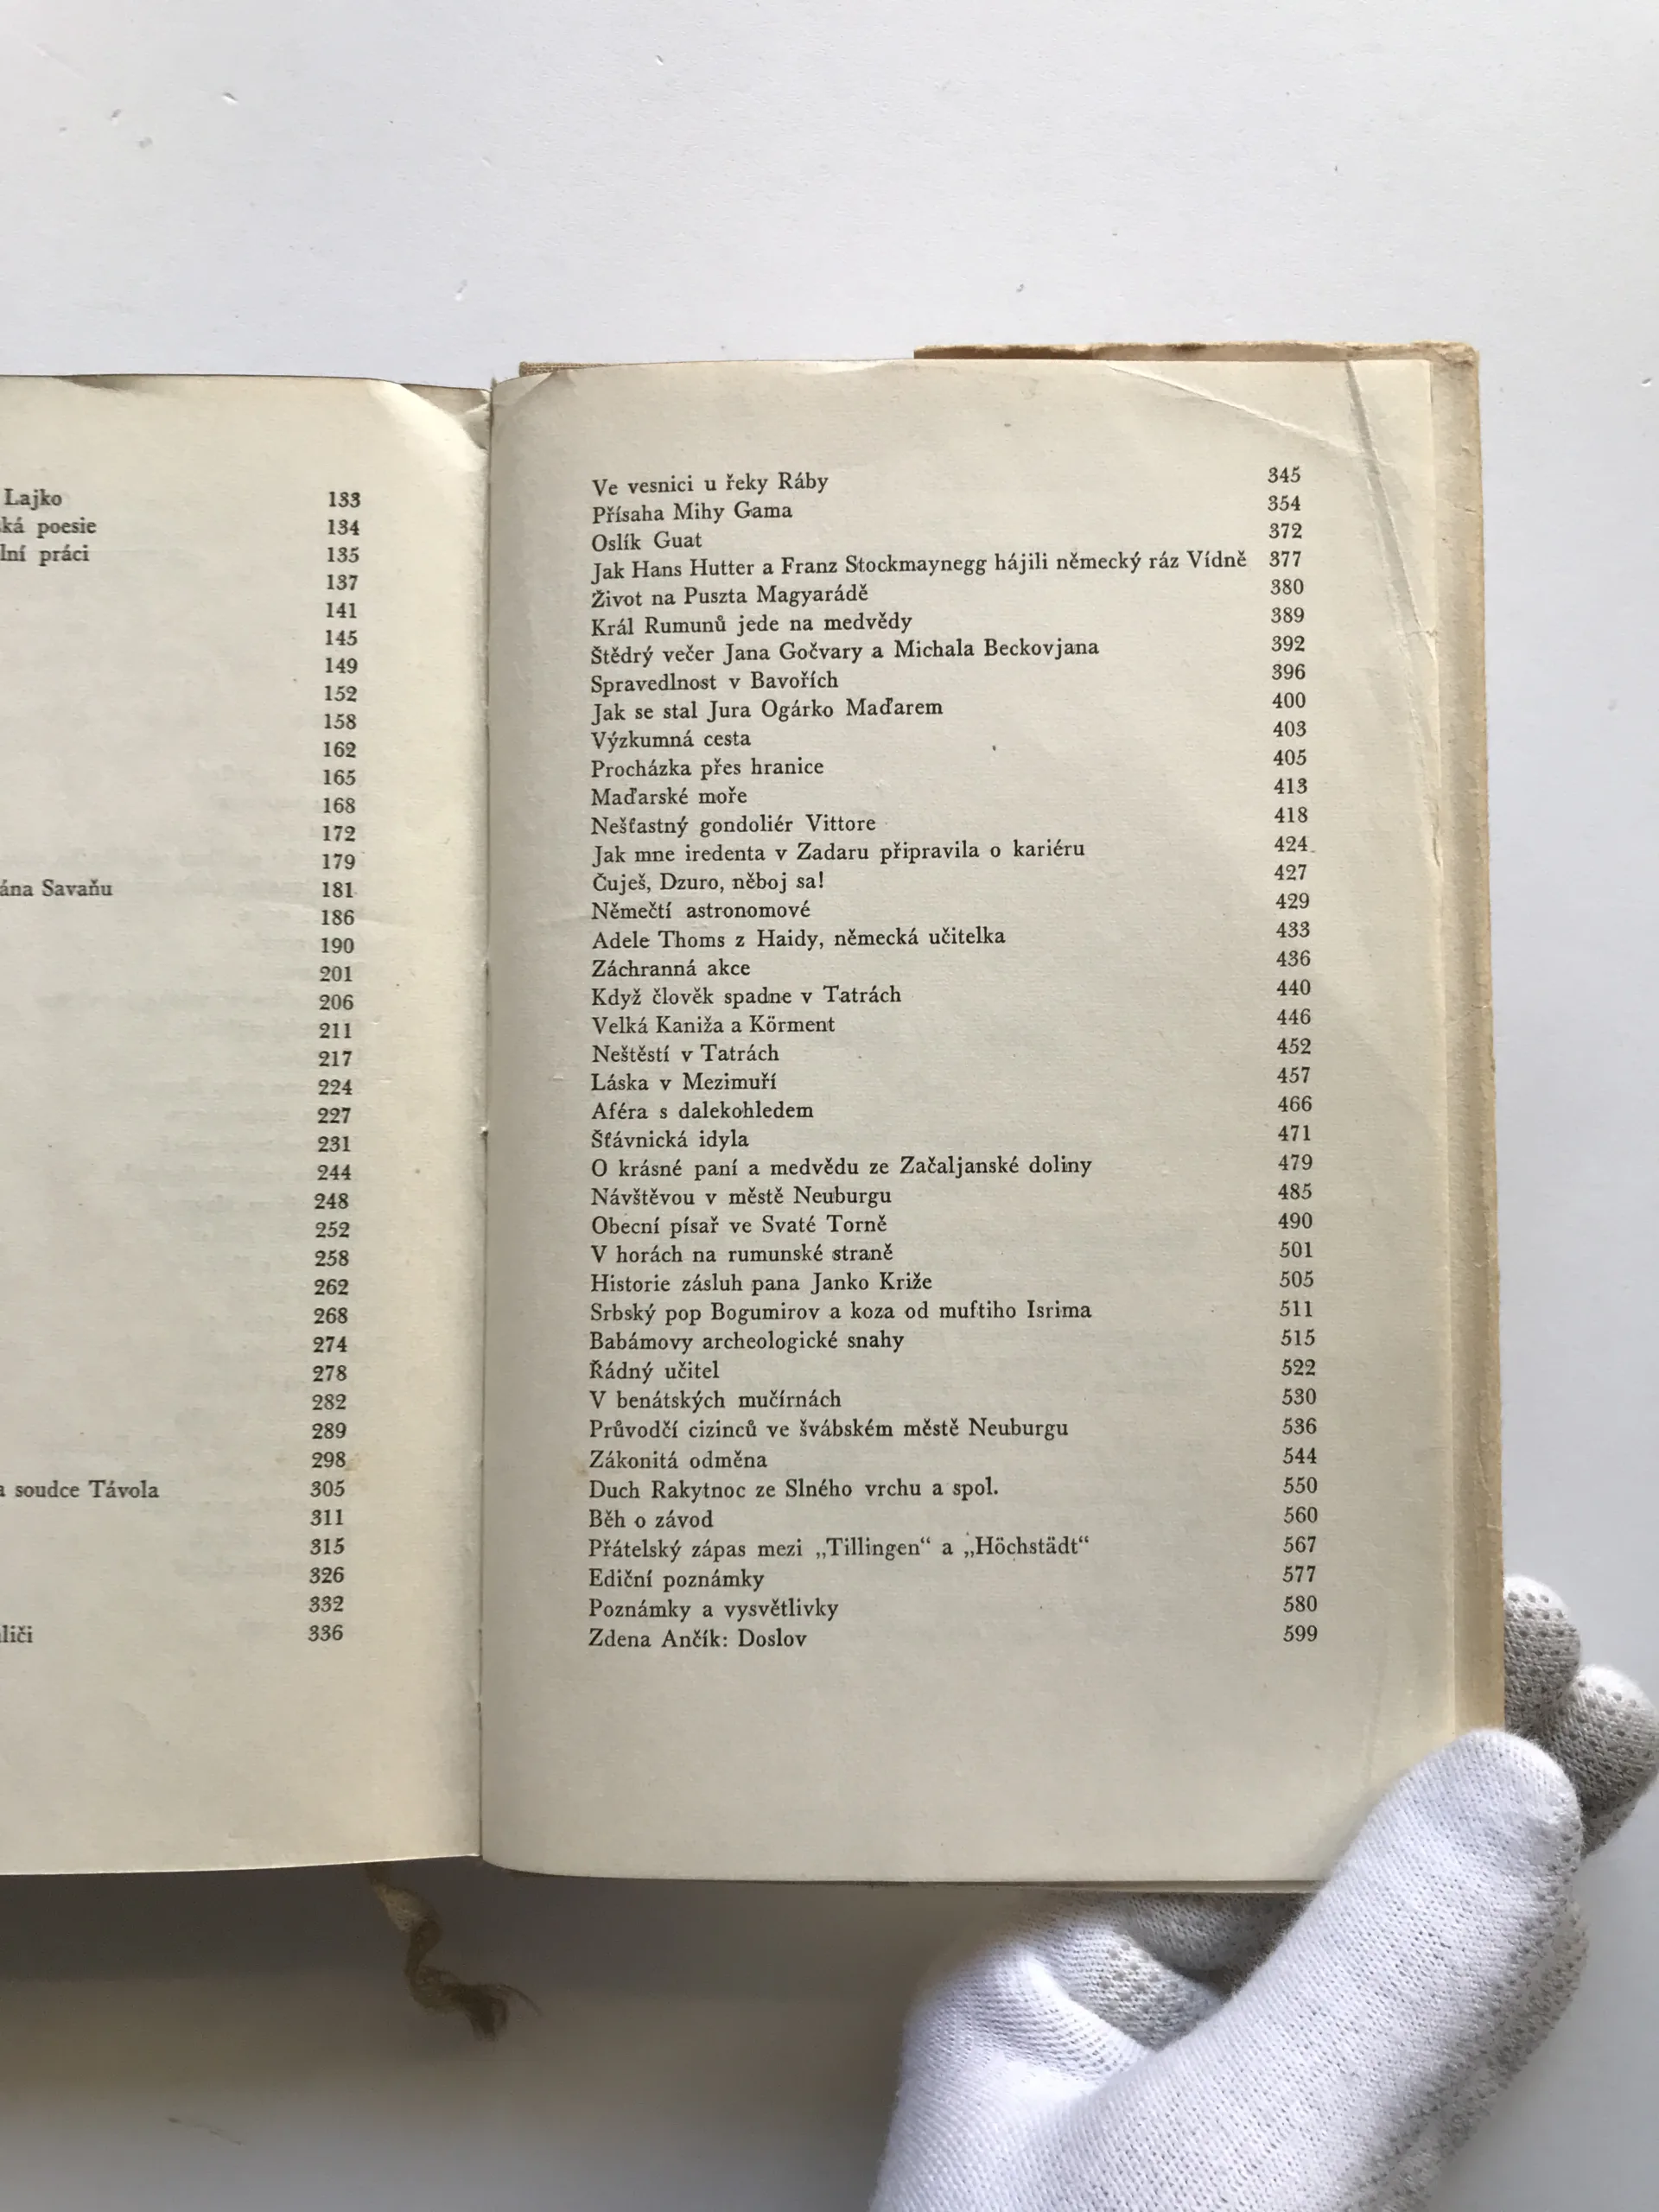 Lajko 133
ká poesie 134
lní práci 135
137
141
145
149
152
158
162
165
168
172
179
ána Savaňu 181
186
190
201
206
211
217
224
227
231
244
248
252
258
262
268
274
278
282
289
298
soudce Távola 305
311
315
326
332
liči 336
Ve vesnici u řeky Ráby 345
Přísaha Mihy Gama 354
Oslík Guat 372
Jak Hans Hutter a Franz Stockmaynegg hájili německý ráz Vídně 377
Život na Puszta Magyarádě 380
Král Rumunů jede na medvědy 389
Štědrý večer Jana Gočvary a Michala Beckovjana 392
Spravedlnost v Bavořích 396
Jak se stal Jura Ogárko Maďarem 400
Výzkumná cesta 403
Procházka přes hranice 405
Maďarské moře 413
Nešťastný gondoliér Vittore 418
Jak mne iredenta v Zadaru připravila o kariéru 424
Čuješ, Dzuro, něboj sa! 427
Němečtí astronomové 429
Adele Thoms z Haidy, německá učitelka 433
Záchranná akce 436
Když člověk spadne v Tatrách 440
Velká Kaniža a Körment 446
Neštěstí v Tatrách 452
Láska v Mezimuří 457
Aféra s dalekohledem 466
Šťávnická idyla 471
O krásné paní a medvědu ze Začaljanské doliny 479
Návštěvou v městě Neuburgu 485
Obecní písař ve Svaté Torně 490
V horách na rumunské straně 501
Historie zásluh pana Janko Križe 505
Srbský pop Bogumirov a koza od muftiho Isrima 511
Babámovy archeologické snahy 515
Řádný učitel 522
V benátských mučírnách 530
Průvodčí cizinců ve švábském městě Neuburgu 536
Zákonitá odměna 544
Duch Rakytnoc ze Slného vrchu a spol. 550
Běh o závod 560
Přátelský zápas mezi „Tillingen“ a „Höchstädt“ 567
Ediční poznámky 577
Poznámky a vysvětlivky 580
Zdena Ančík: Doslov 599